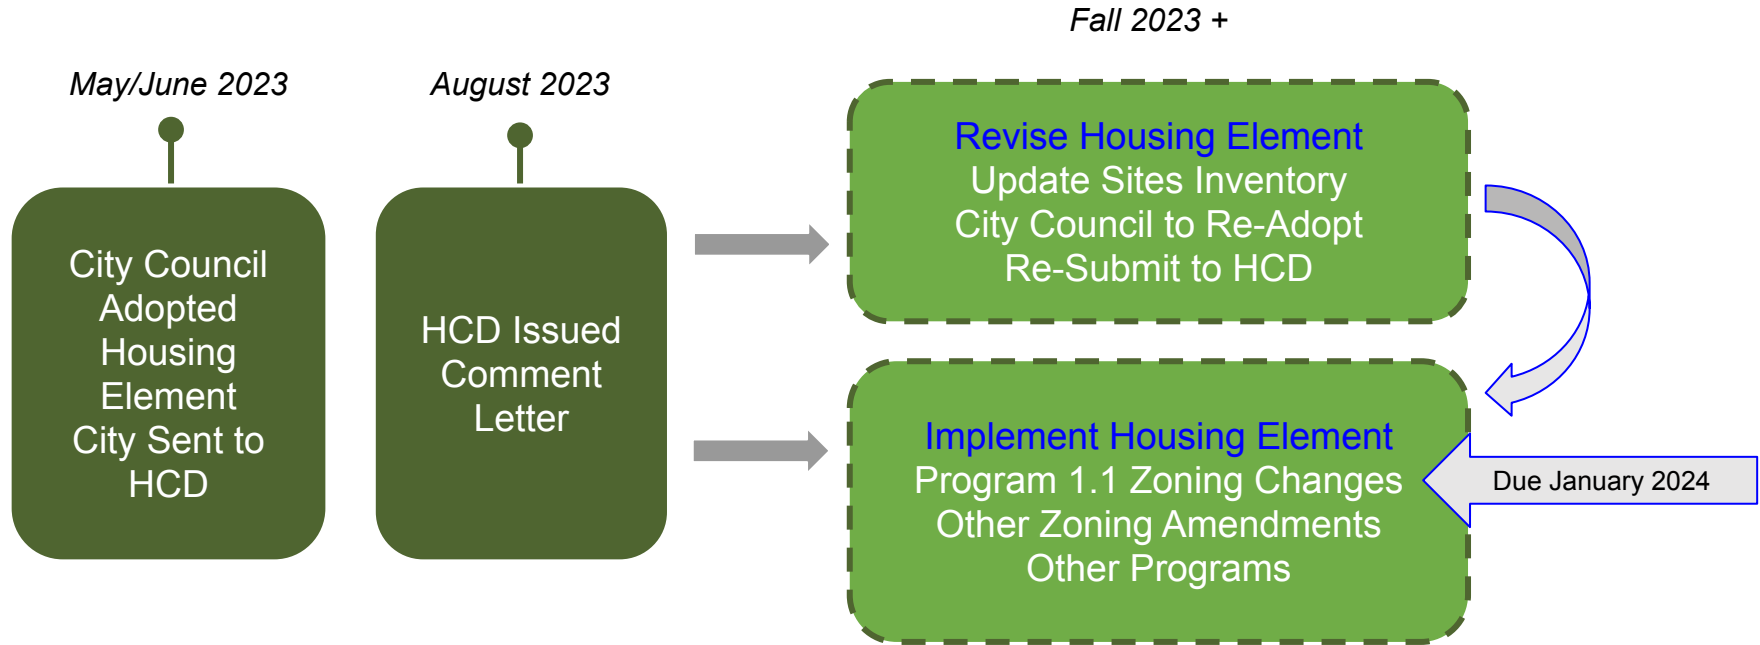 Fall 2023 +
May/June 2023
August 2023
City Council
Adopted
Housing
Element
City Sent to
HCD
HCD Issued
Comment
Letter
Revise Housing Element
Update Sites Inventory
City Council to Re-Adopt
Re-Submit to HCD
Implement Housing Element
Program 1.1 Zoning Changes
Other Zoning Amendments
Other Programs
Due January 2024